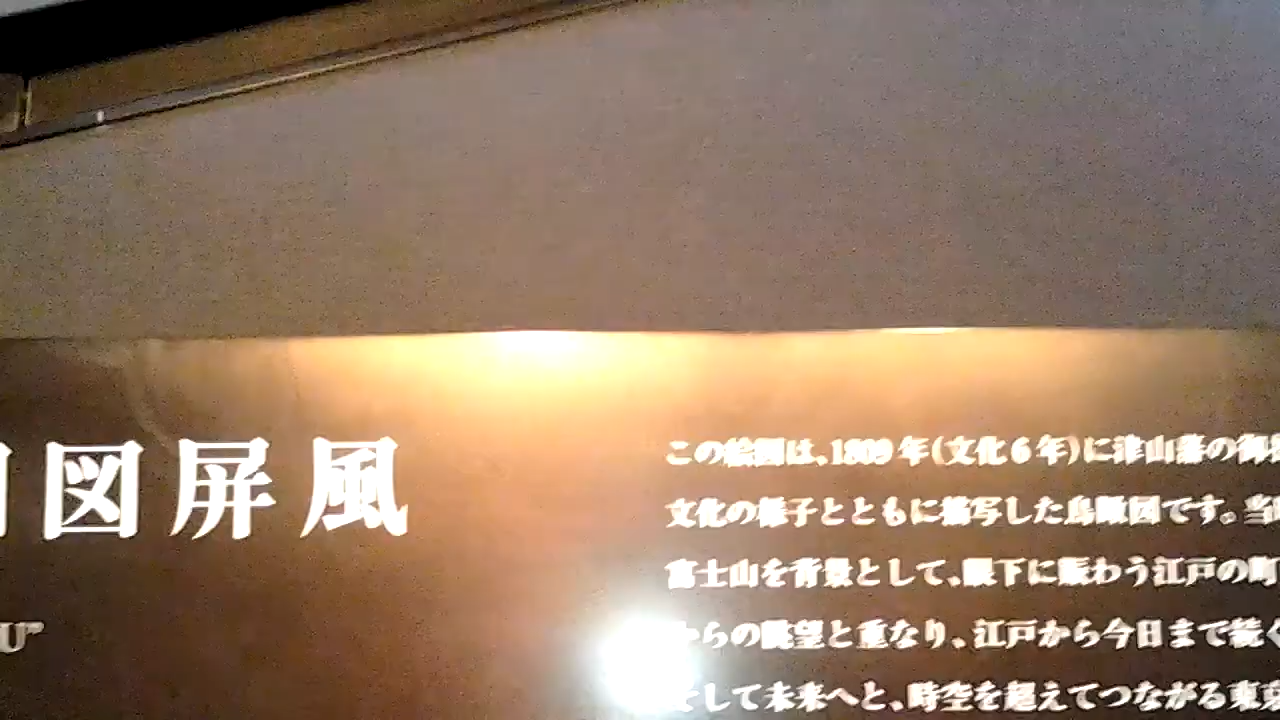 図屏風
U”
この絵図は、1809年(文化6年)に津山藩の御
文化の様子とともに描写した鳥瞰図です。当
富士山を背景として、眼下に賑わう江戸の町
からの眺望と重なり、江戸から今日まで続く
そして未来へと、時空を超えてつながる東京